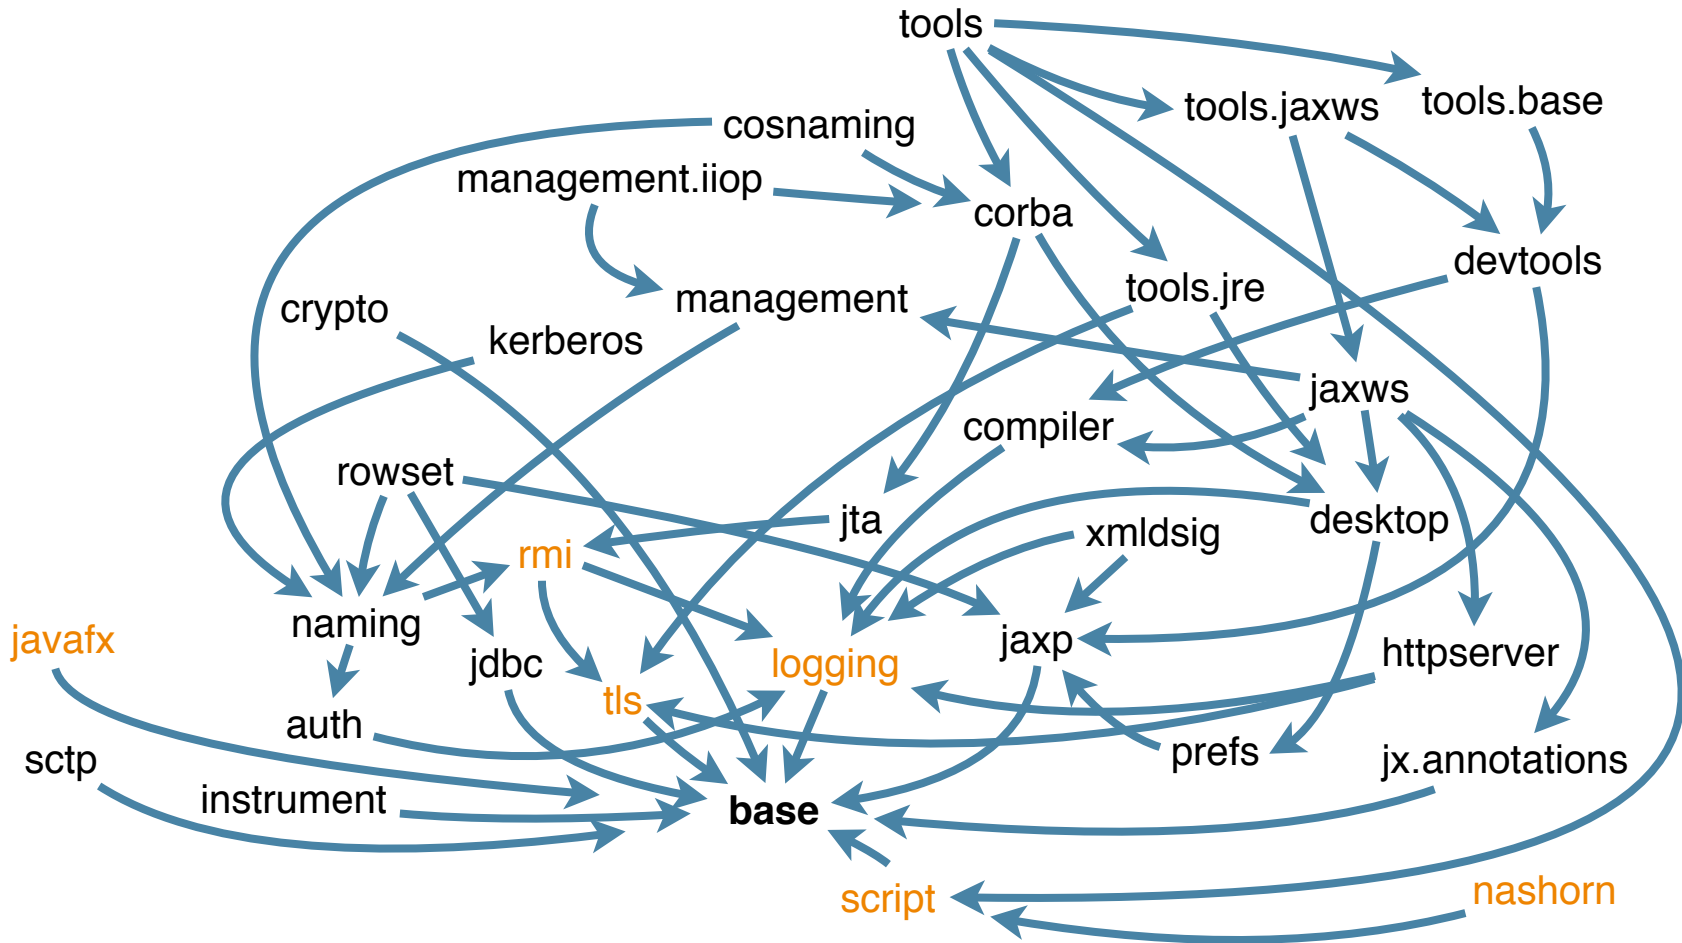 tools
tools.base
tools.jaxws
cosnaming
management.iiop
corba
devtools
tools.jre
management
crypto
kerberos
jaxws
compiler
rowset
jta
desktop
xmldsig
rmi
naming
javafx
jaxp
httpserver
jdbc
logging
tls
auth
prefs
sctp
jx.annotations
instrument
base
script
nashorn